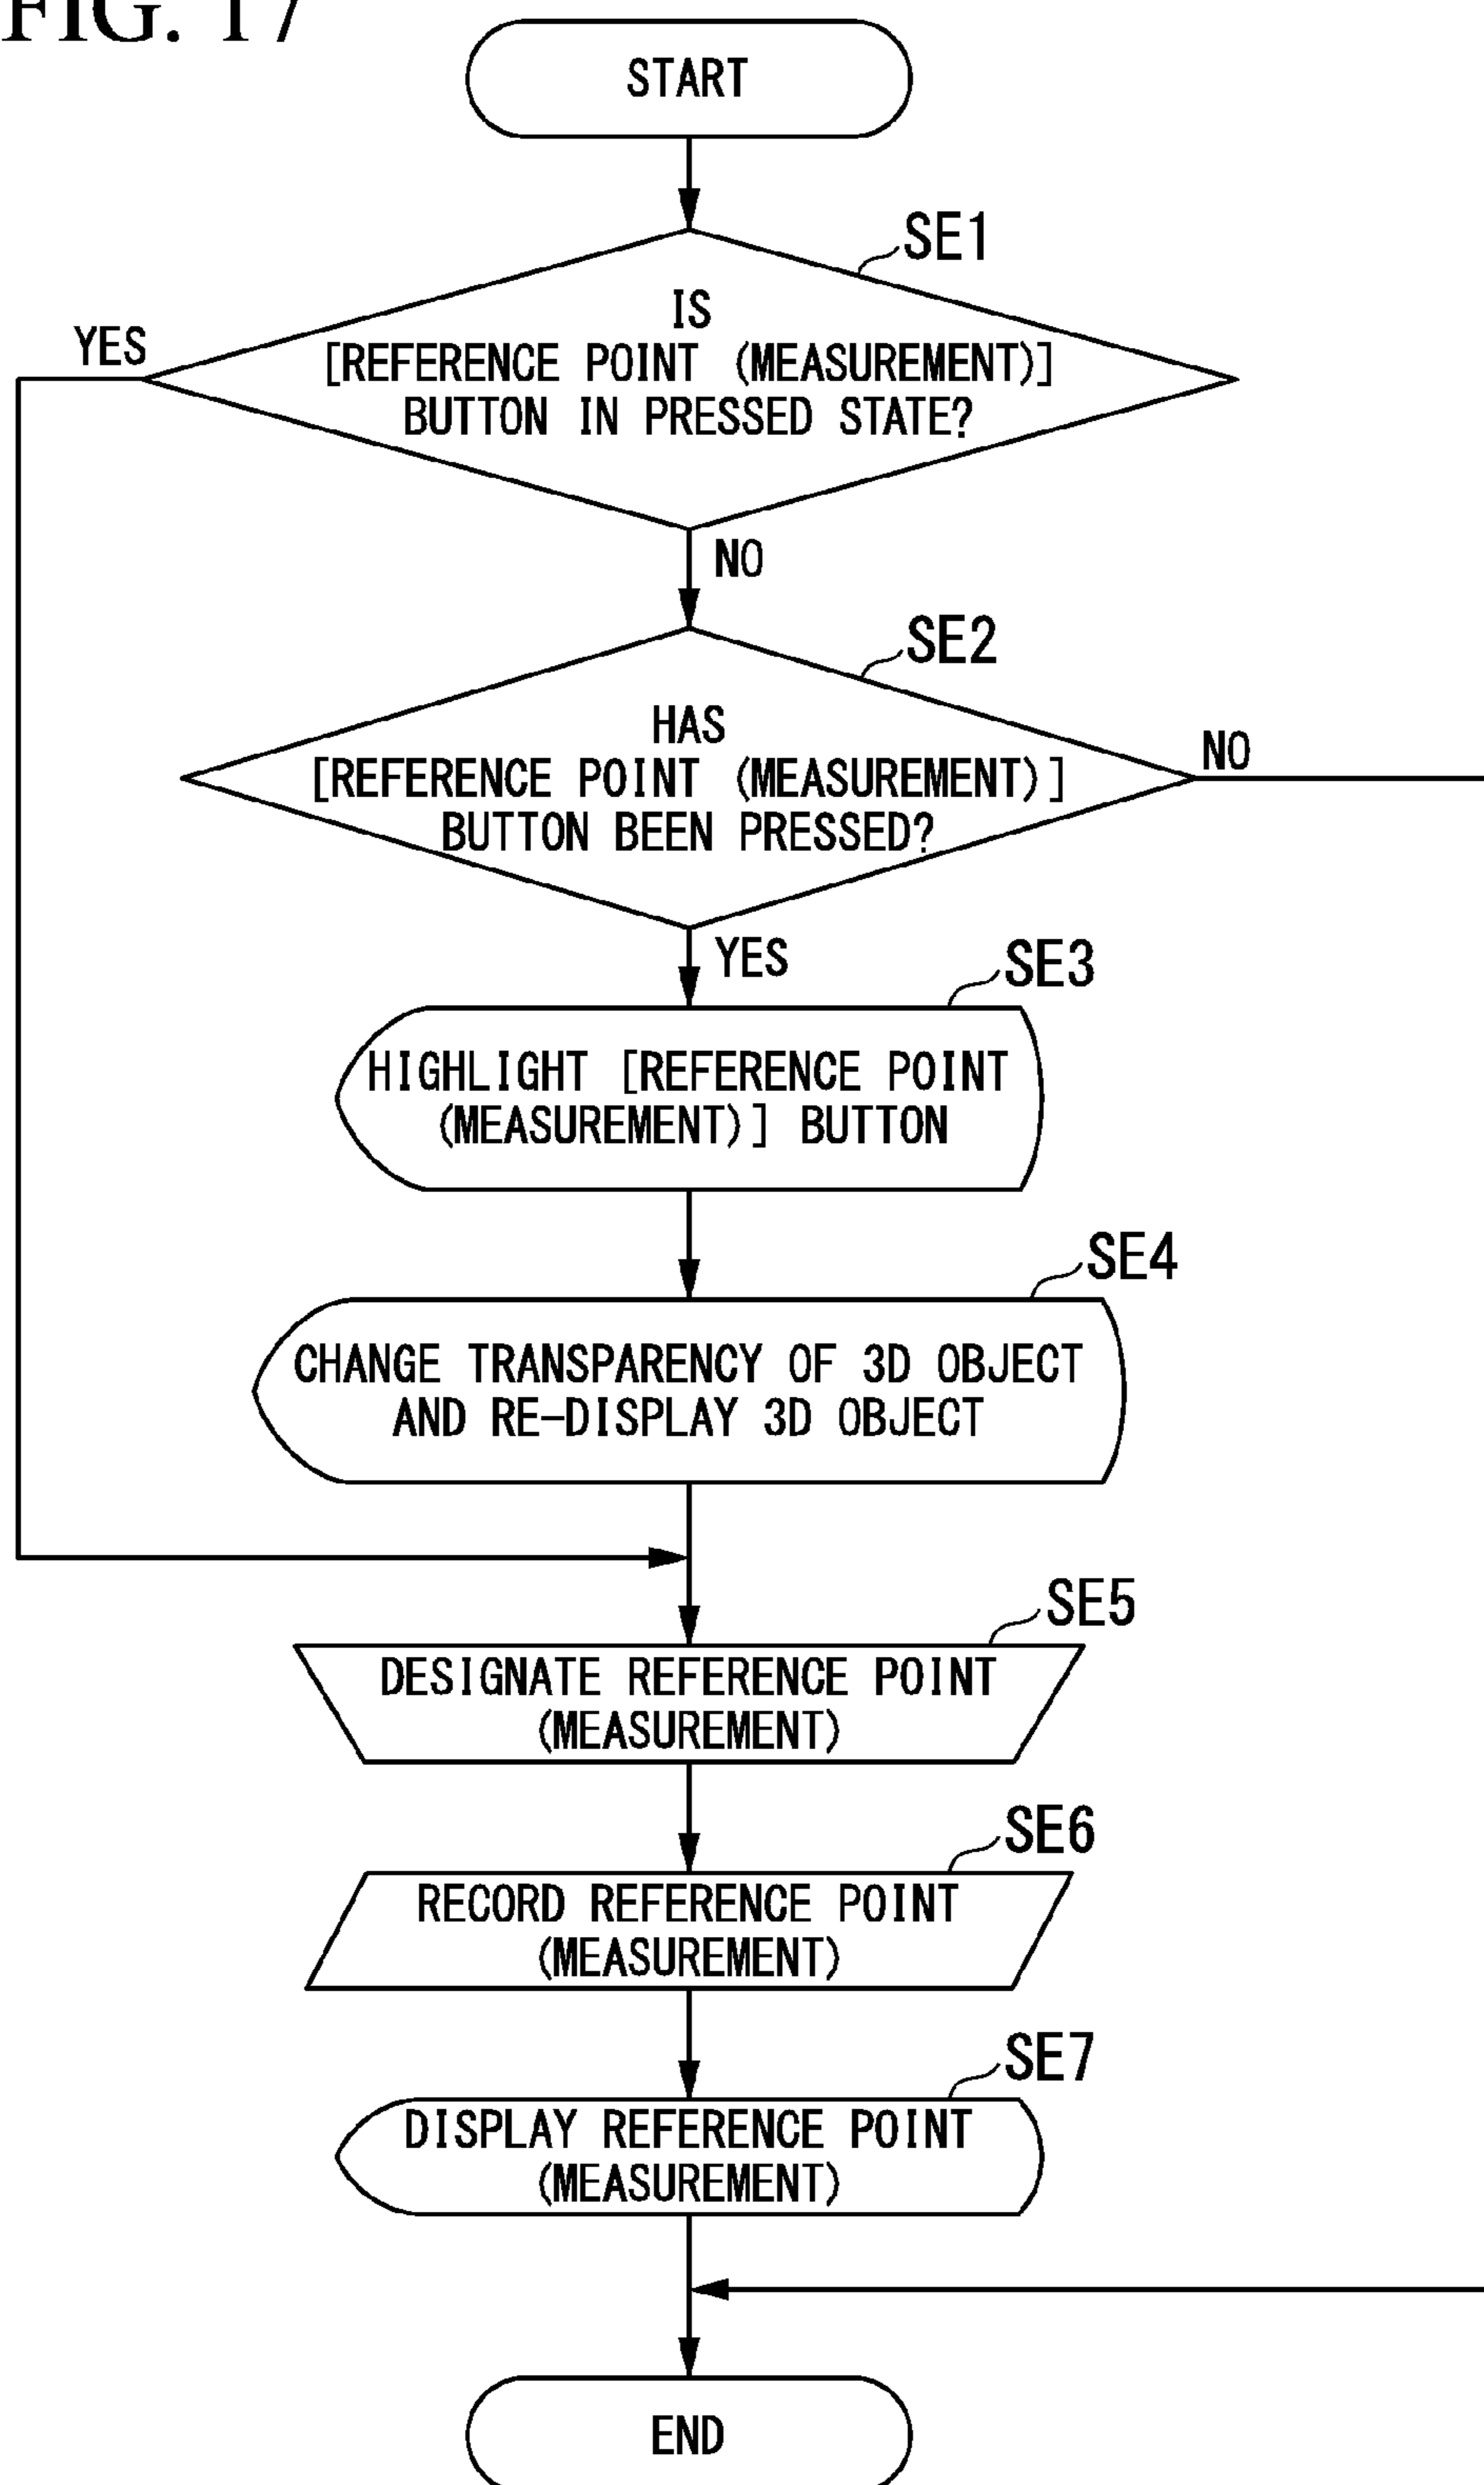 FIG. 17
START
SE1
IS
[REFERENCE POINT (MEASUREMENT)]
BUTTON IN PRESSED STATE?
YES
NO
SE2
HAS
[REFERENCE POINT (MEASUREMENT)]
BUTTON BEEN PRESSED?
NO
YES
SE3
HIGHLIGHT [REFERENCE POINT
(MEASUREMENT)] BUTTON
SE4
CHANGE TRANSPARENCY OF 3D OBJECT
AND RE-DISPLAY 3D OBJECT
SE5
DESIGNATE REFERENCE POINT
(MEASUREMENT)
SE6
RECORD REFERENCE POINT
(MEASUREMENT)
SE7
DISPLAY REFERENCE POINT
(MEASUREMENT)
END